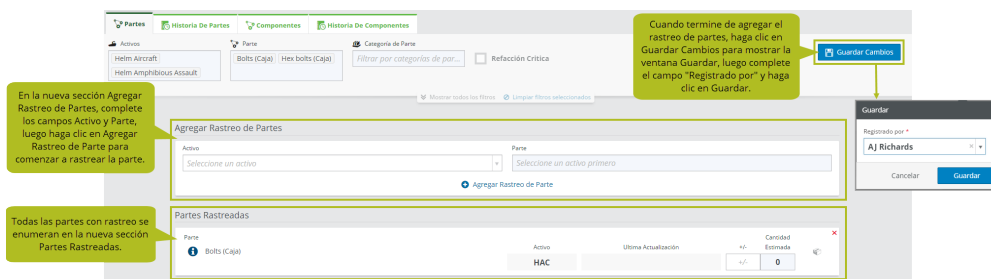 Partes
Historia De Partes
Componentes
Historia De Componentes
Activos
Parte
Categoría de Parte
Helm Aircraft
Helm Amphibious Assault
Bolts (Caja)
Hex bolts (Caja)
Filtrar por categorías de par...
Refacción Crítica
Mostrar todos los filtros
Limpiar filtros seleccionados
Cuando termine de agregar el
rastreo de partes, haga clic en
Guardar Cambios para mostrar la
ventana Guardar, luego complete
el campo "Registrado por" y haga
clic en Guardar.
Guardar Cambios
Guardar
Registrado por *
AJ Richards
Cancelar
Guardar
En la nueva sección Agregar
Rastreo de Partes, complete
los campos Activo y Parte,
luego haga clic en Agregar
Rastreo de Parte para
comenzar a rastrear la parte.
Agregar Rastreo de Partes
Activo
Parte
Seleccione un activo
Seleccione un activo primero
Agregar Rastreo de Parte
Todas las partes con rastreo se
enumeran en la nueva sección
Partes Rastreadas.
Partes Rastreadas
Parte
Bolts (Caja)
Activo
Ultima Actualización
+/-
Cantidad
Estimada
HAC
+/-
0